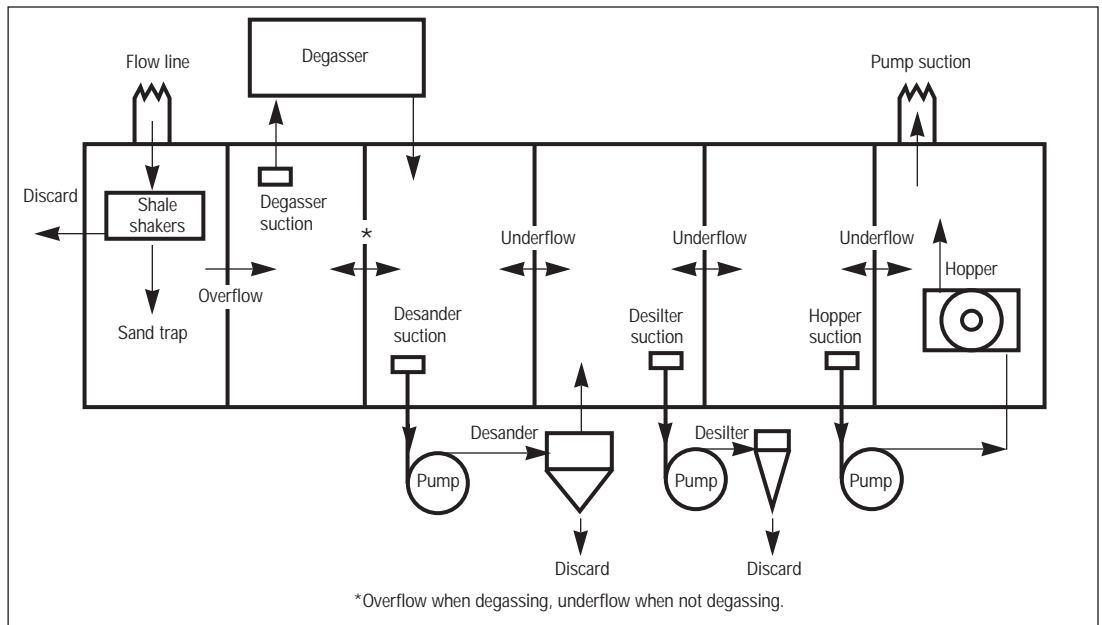 Flow line
Degasser
Pump suction
Discard
Shale
shakers
Degasser
suction
*
Underflow
Underflow
Underflow
Overflow
Hopper
Sand trap
Desander
suction
Desilter
suction
Hopper
suction
Desander
Desilter
Pump
Pump
Pump
Discard
Discard
*Overflow when degassing, underflow when not degassing.